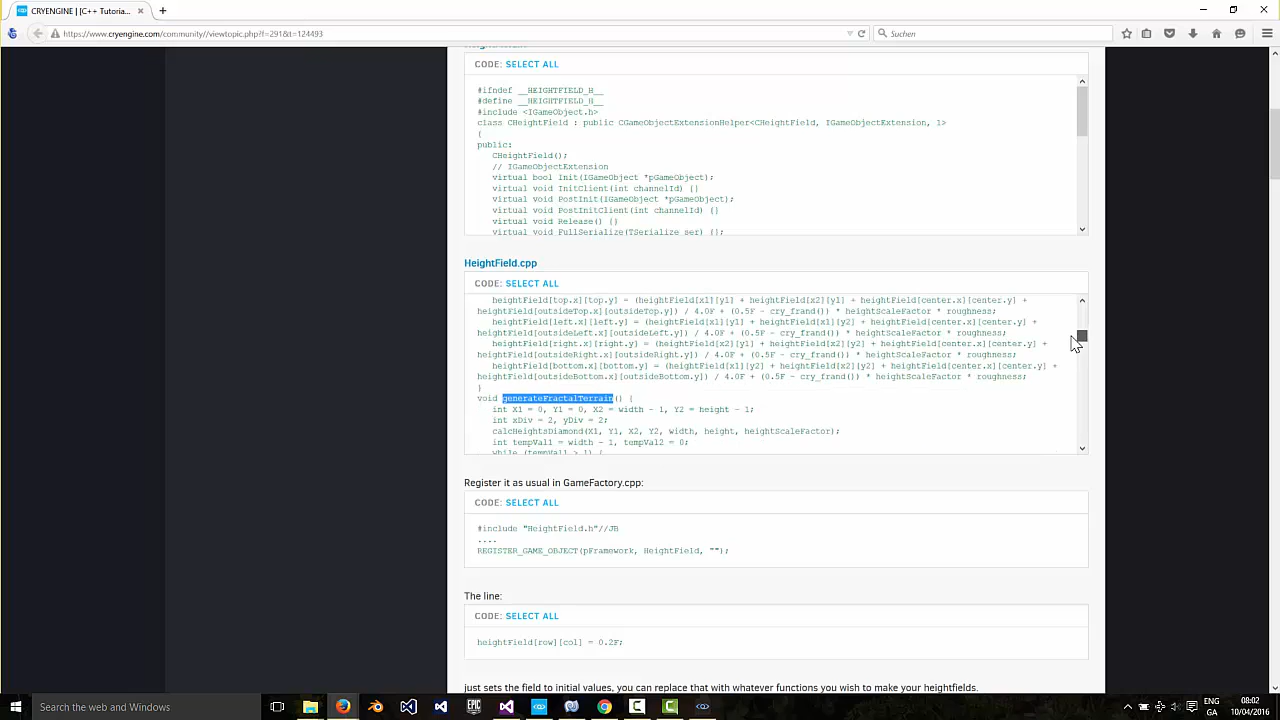 CRYENGINE | [C++ Tutoria...
https://www.cryengine.com/community//viewtopic.php?f=291&t=124493
Suchen
CODE: SELECT ALL
#ifndef __HEIGHTFIELD_H__
#define __HEIGHTFIELD_H__
#include <IGameObject.h>
class CHeightField : public CGameObjectExtensionHelper<CHeightField, IGameObjectExtension, 1>
{
public:
CHeightField();
// IGameObjectExtension
virtual bool Init(IGameObject *pGameObject);
virtual void InitClient(int channelId) {}
virtual void PostInit(IGameObject *pGameObject);
virtual void PostInitClient(int channelId) {}
virtual void Release() {}
virtual void FullSerialize(TSerialize ser) {};
HeightField.cpp
CODE: SELECT ALL
heightField[top.x][top.y] = (heightField[x1][y1] + heightField[x2][y1] + heightField[center.x][center.y] +
heightField[outsideTop.x][outsideTop.y]) / 4.0F + (0.5F - cry_frand()) * heightScaleFactor * roughness;
heightField[left.x][left.y] = (heightField[x1][y1] + heightField[x1][y2] + heightField[center.x][center.y] +
heightField[outsideLeft.x][outsideLeft.y]) / 4.0F + (0.5F - cry_frand()) * heightScaleFactor * roughness;
heightField[right.x][right.y] = (heightField[x2][y1] + heightField[x2][y2] + heightField[center.x][center.y] +
heightField[outsideRight.x][outsideRight.y]) / 4.0F + (0.5F - cry_frand()) * heightScaleFactor * roughness;
heightField[bottom.x][bottom.y] = (heightField[x1][y2] + heightField[x2][y2] + heightField[center.x][center.y] +
heightField[outsideBottom.x][outsideBottom.y]) / 4.0F + (0.5F - cry_frand()) * heightScaleFactor * roughness;
}
void generateFractalTerrain() {
int X1 = 0, Y1 = 0, X2 = width - 1, Y2 = height - 1;
int xDiv = 2, yDiv = 2;
calcHeightsDiamond(X1, Y1, X2, Y2, width, height, heightScaleFactor);
int tempVal1 = width - 1, tempVal2 = 0;
while (tempVal1 > 1) {
Register it as usual in GameFactory.cpp:
CODE: SELECT ALL
#include "HeightField.h"//JB
....
REGISTER_GAME_OBJECT(pFramework, HeightField, "");
The line:
CODE: SELECT ALL
heightField[row][col] = 0.2F;
just sets the field to initial values, you can replace that with whatever functions you wish to make your heightfields.
Search the web and Windows
EPIC
ENG
GA
08:02
10/04/2016